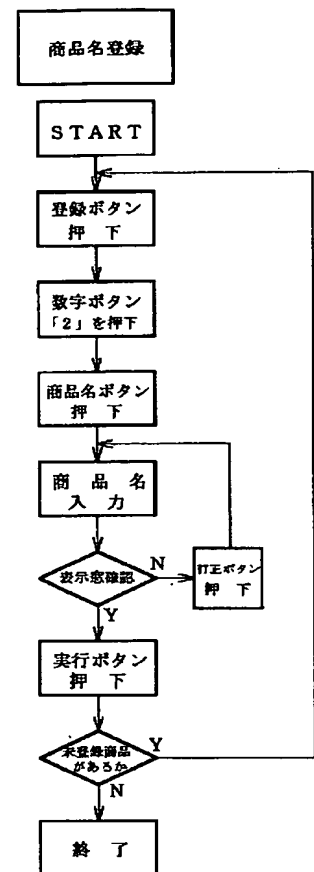 商品名登録
START
登録ボタン
押下
数字ボタン
「2」を押下
商品名ボタン
押下
商品名
入力
表示窓確認
N
訂正ボタン
押下
Y
実行ボタン
押下
未登録商品
があるか
Y
N
終了